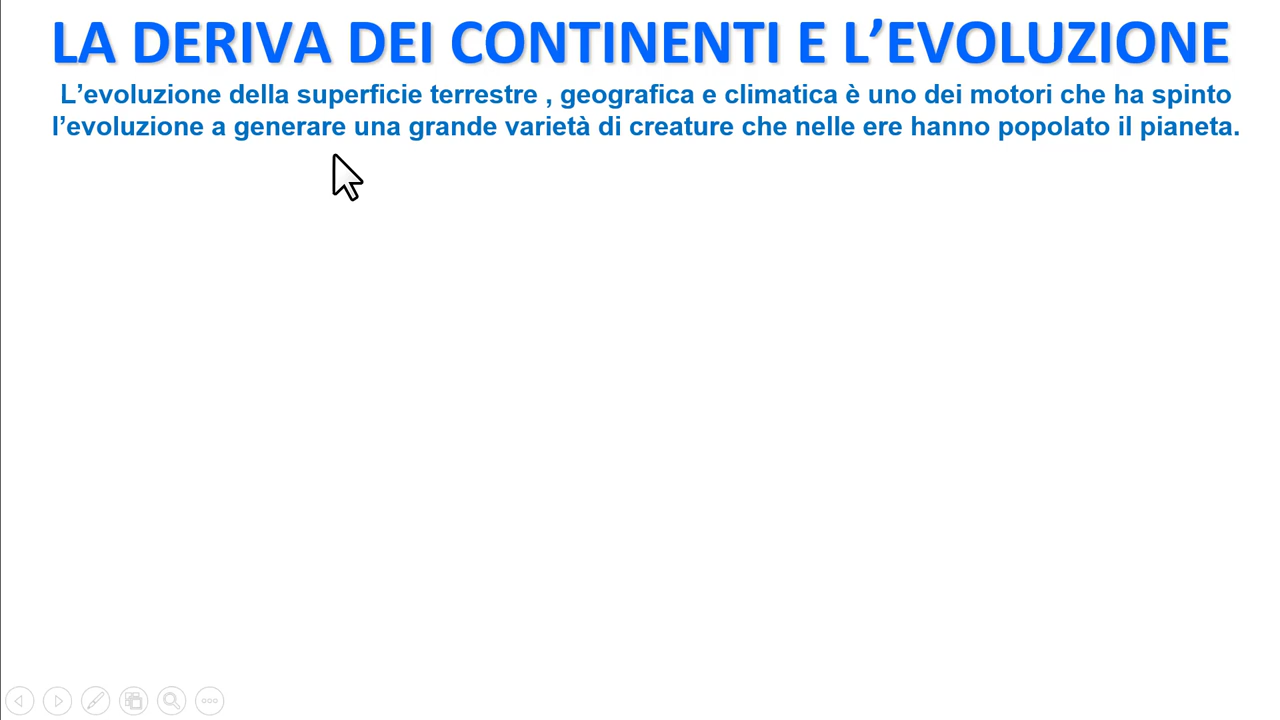 LA DERIVA DEI CONTINENTI E L’EVOLUZIONE
L’evoluzione della superficie terrestre , geografica e climatica è uno dei motori che ha spinto
l’evoluzione a generare una grande varietà di creature che nelle ere hanno popolato il pianeta.